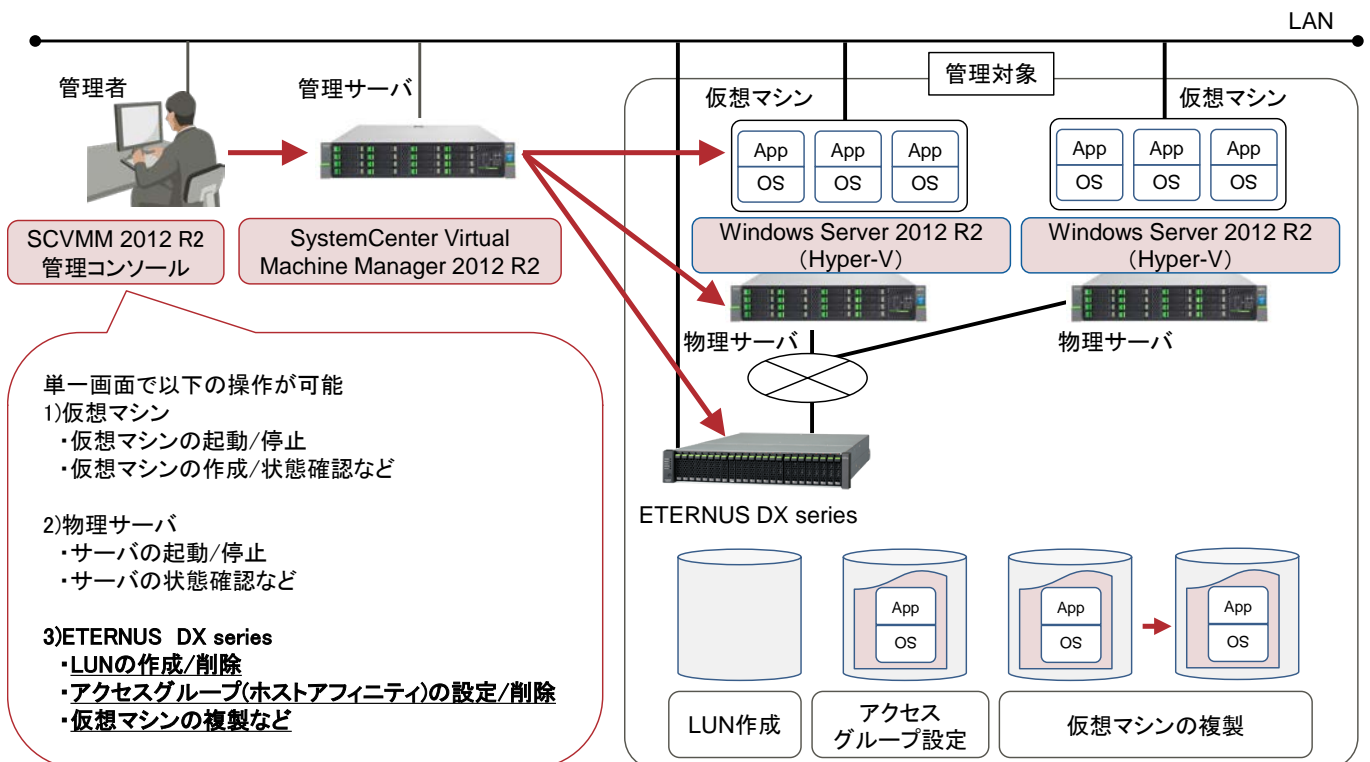 LAN
管理者
管理サーバ
管理対象
仮想マシン
仮想マシン
App
OS
App
OS
App
OS
App
OS
App
OS
App
OS
SCVMM 2012 R2
管理コンソール
SystemCenter Virtual
Machine Manager 2012 R2
Windows Server 2012 R2
（Hyper-V）
Windows Server 2012 R2
（Hyper-V）
物理サーバ
物理サーバ
単一画面で以下の操作が可能
1)仮想マシン
・仮想マシンの起動/停止
・仮想マシンの作成/状態確認など
2)物理サーバ
・サーバの起動/停止
・サーバの状態確認など
3)ETERNUS DX series
・LUNの作成/削除
・アクセスグループ(ホストアフィニティ)の設定/削除
・仮想マシンの複製など
ETERNUS DX series
App
OS
App
OS
App
OS
LUN作成
アクセス
グループ設定
仮想マシンの複製